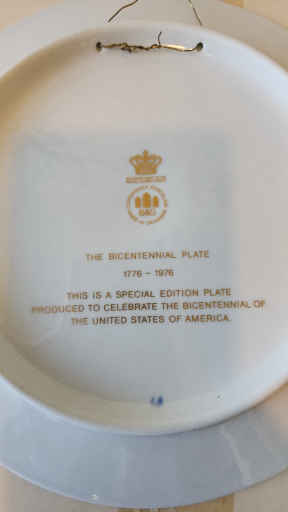 B&G
THE BICENTENNIAL PLATE
1776 – 1976
THIS IS A SPECIAL EDITION PLATE
PRODUCED TO CELEBRATE THE BICENTENNIAL OF
THE UNITED STATES OF AMERICA.